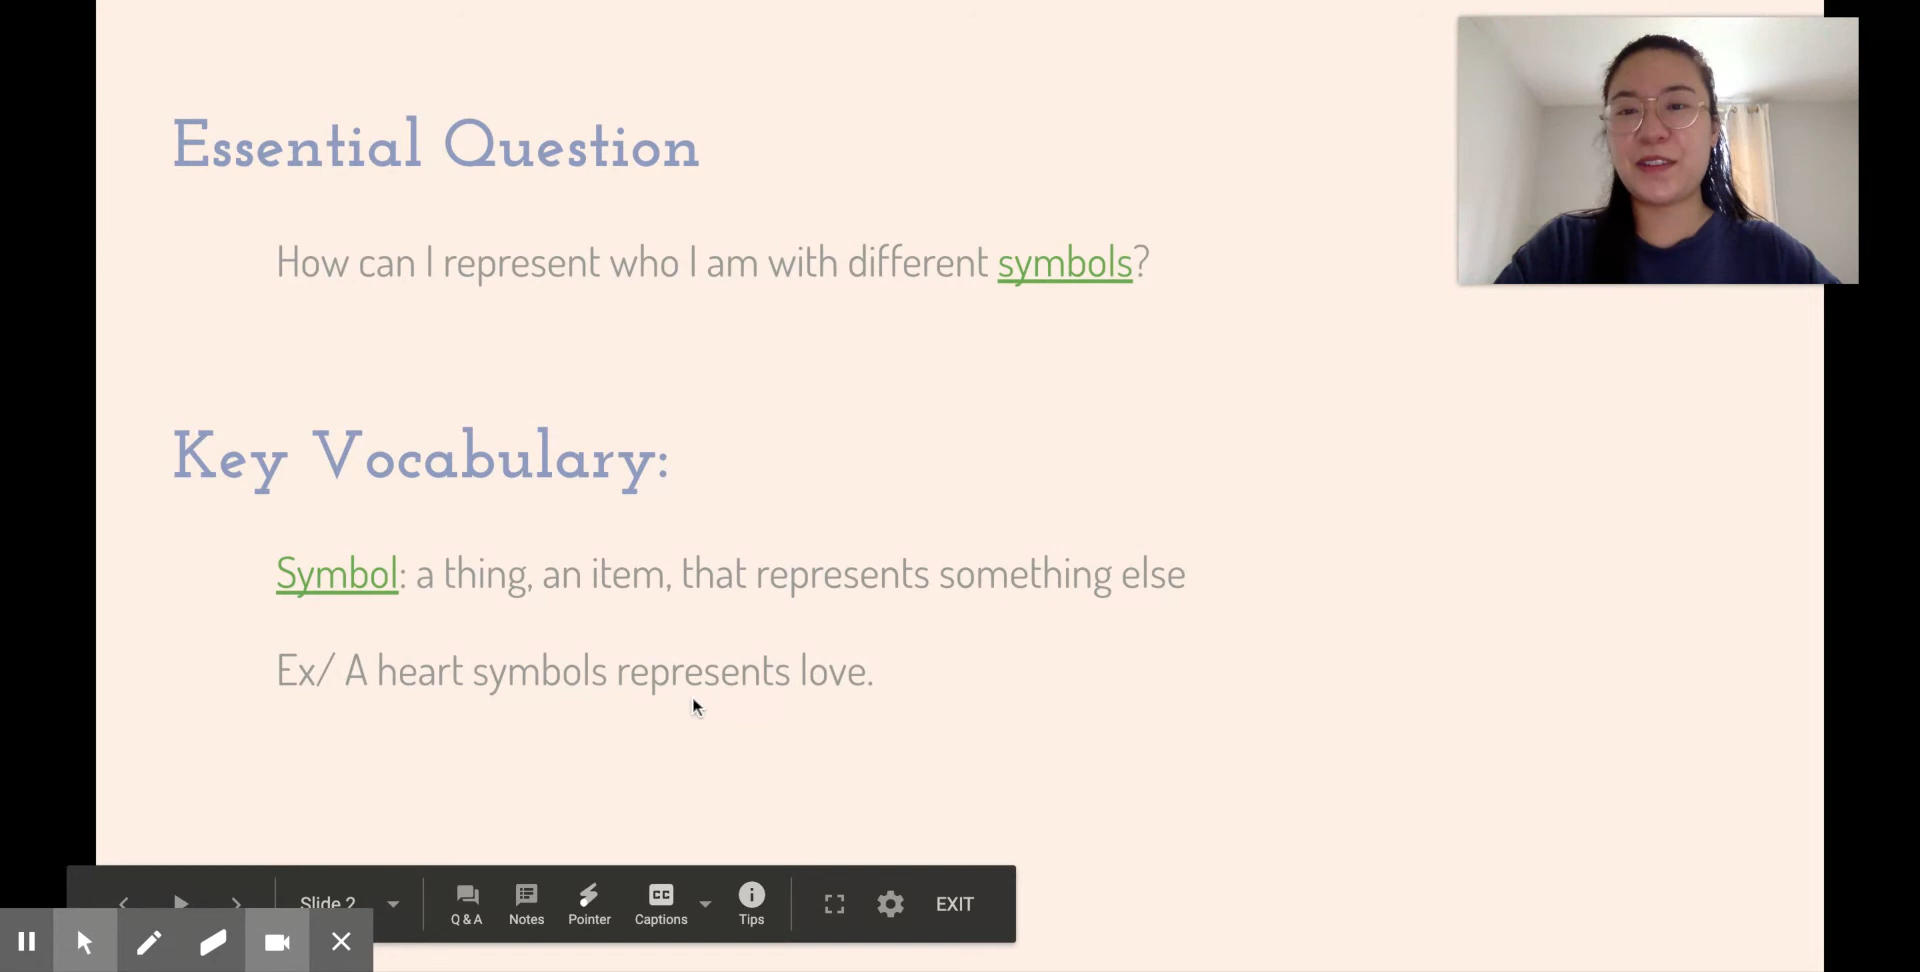 Essential Question
How can I represent who I am with different symbols?
Key Vocabulary:
Symbol: a thing, an item, that represents something else
Ex/ A heart symbols represents love.
Slide 2
Q & A
Notes
Pointer
CC
Captions
Tips
EXIT